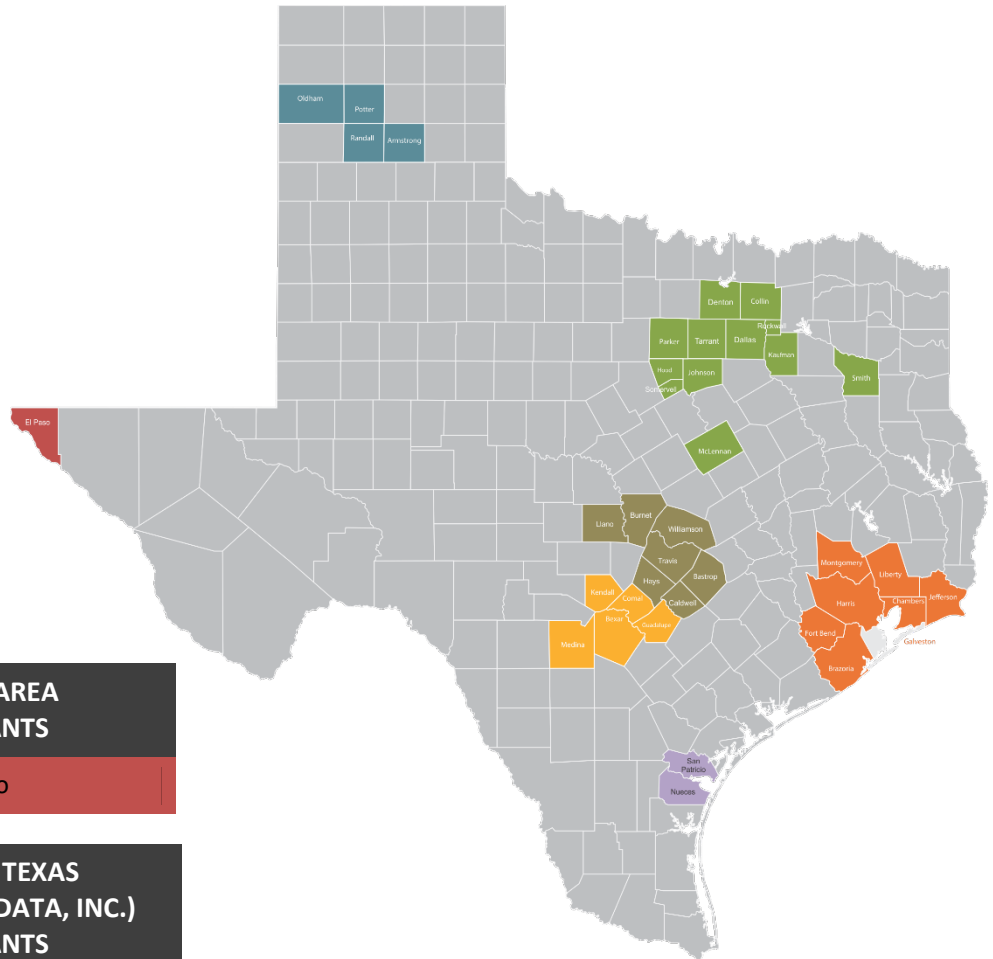 Oldham
Potter
Randall
Armstrong
Denton
Collin
Rockwall
Parker
Tarrant
Dallas
Kaufman
Hood
Johnson
Somervell
Smith
El Paso
McLennan
Llano
Burnet
Williamson
Travis
Bastrop
Hays
Caldwell
Kendall
Comal
Bexar
Guadalupe
Medina
Montgomery
Liberty
Harris
Chambers
Jefferson
Fort Bend
Galveston
Brazoria
San
Patricio
Nueces
AREA
ANTS
o
TEXAS
DATA, INC.)
ANTS